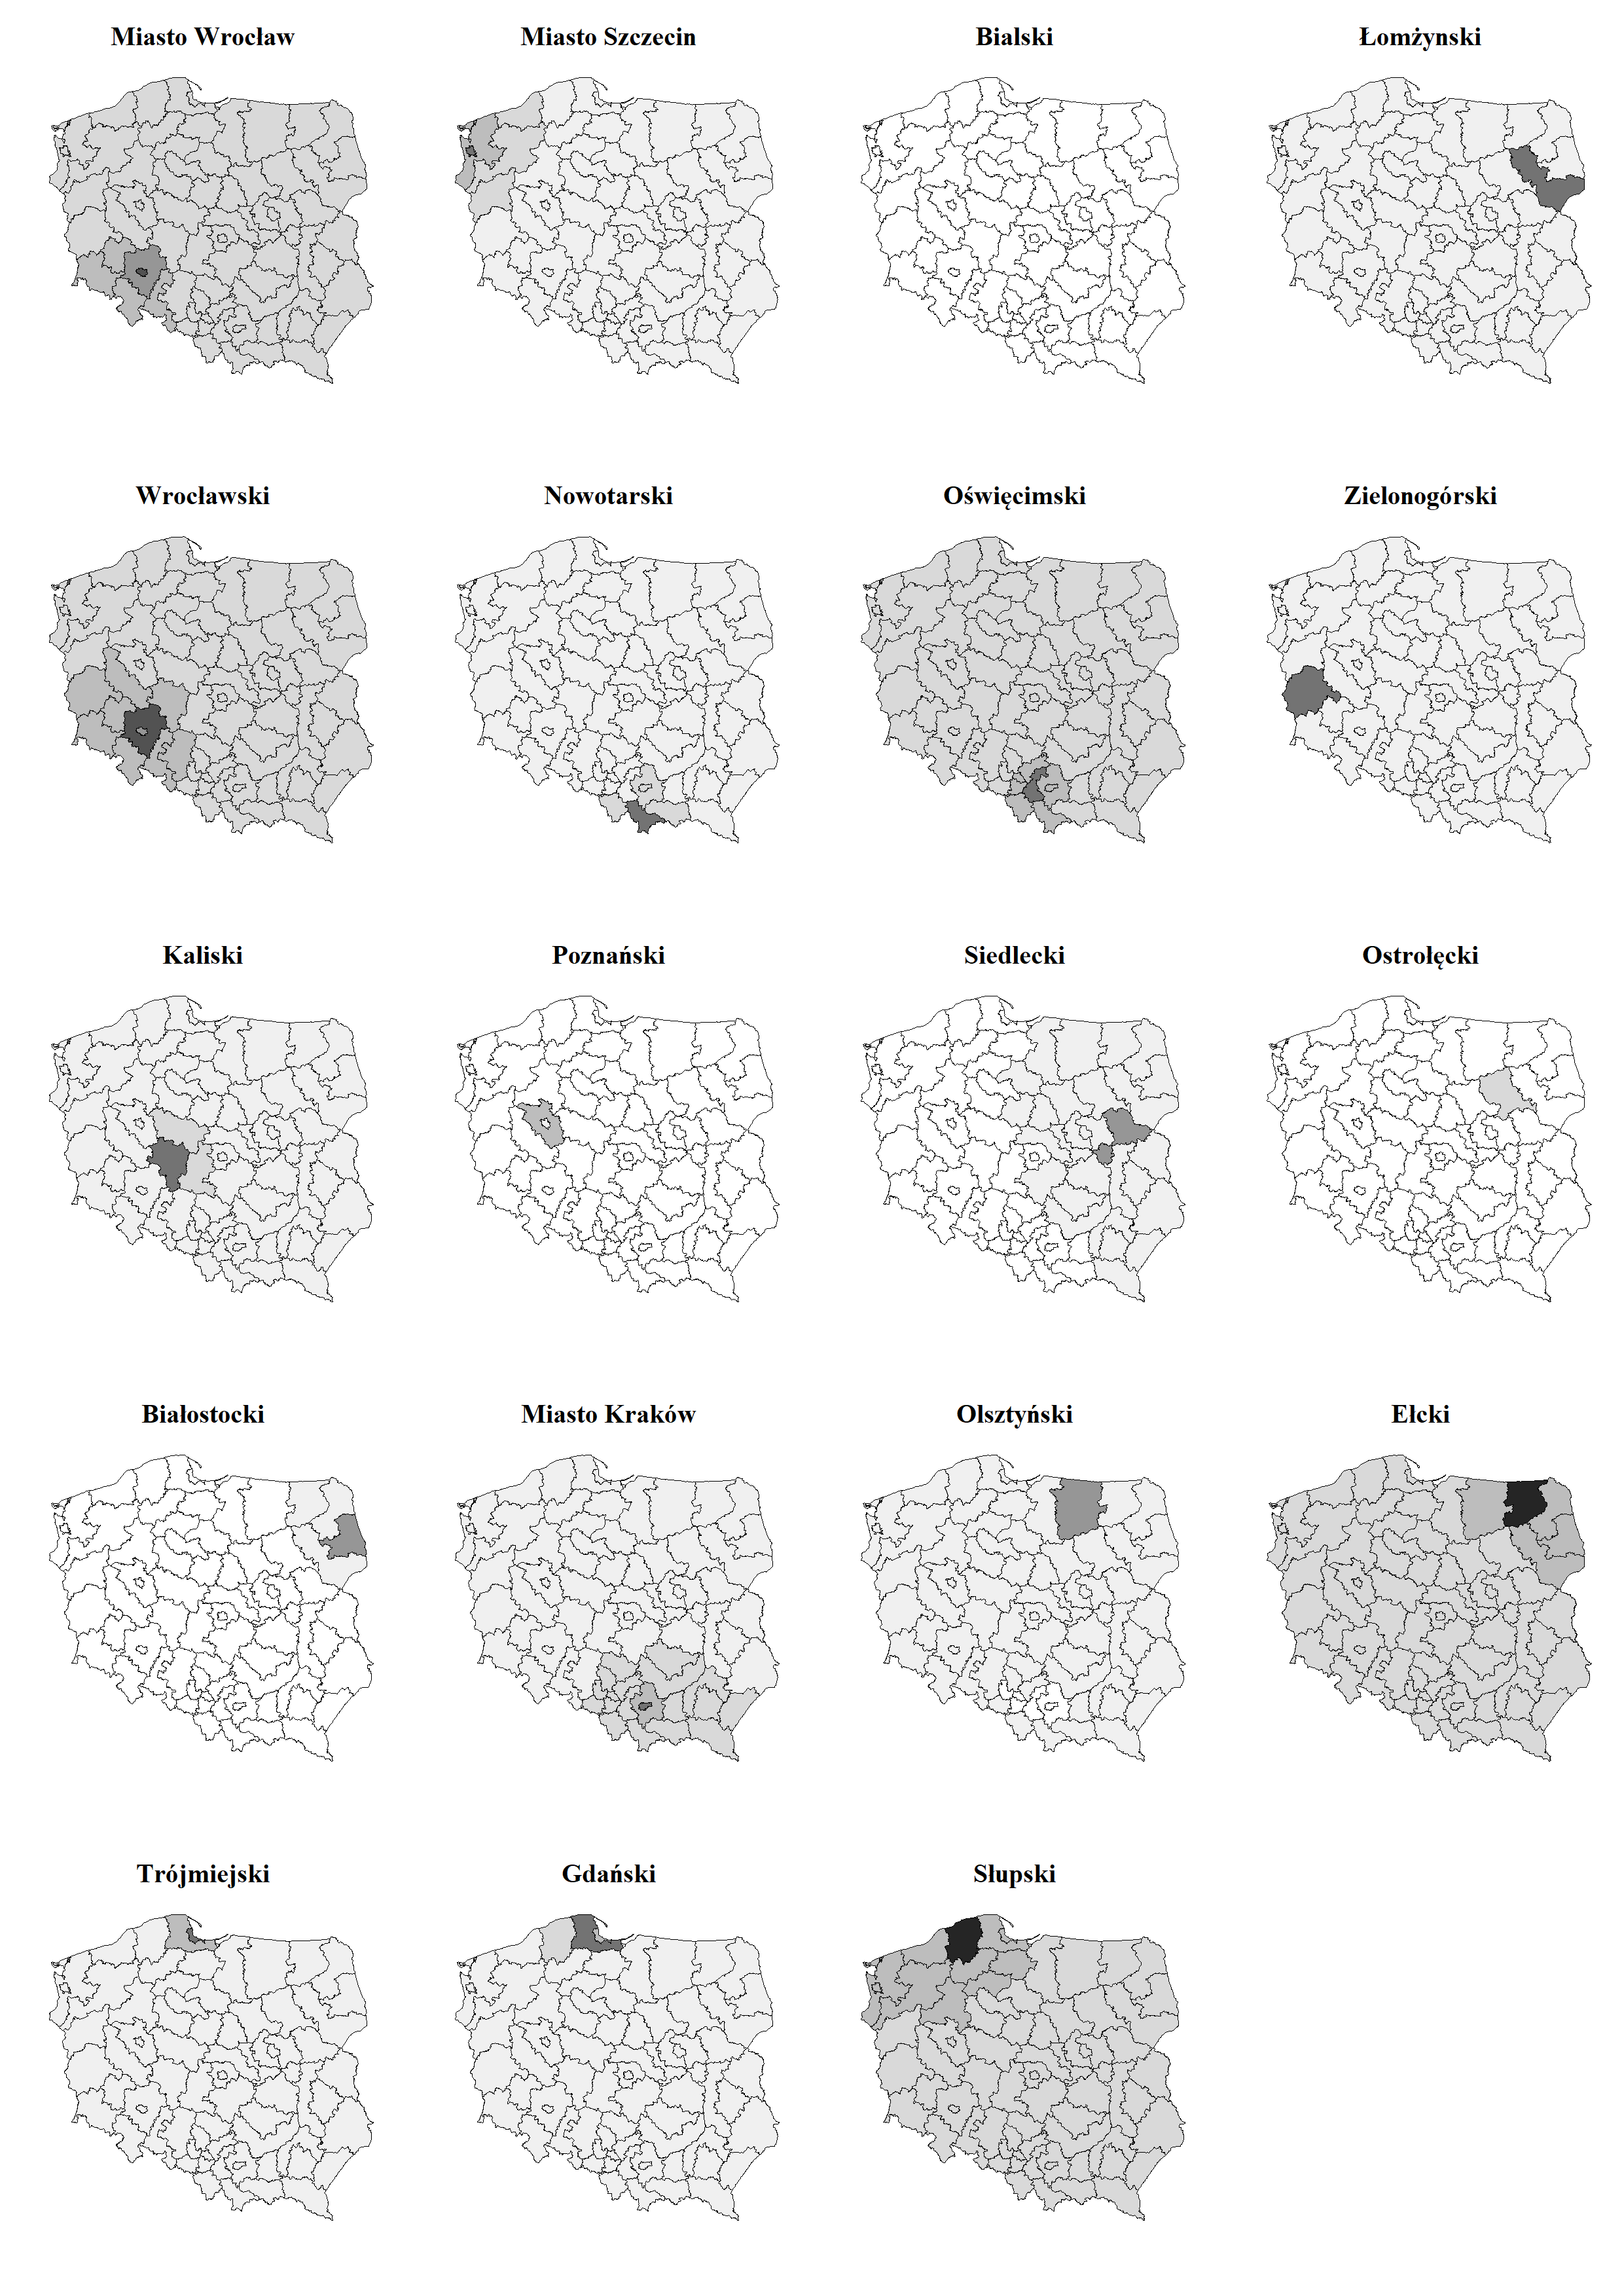 Miasto Wrocław
Miasto Szczecin
Bialski
Łomżynski
Wrocławski
Nowotarski
Oświęcimski
Zielonogórski
Kaliski
Poznański
Siedlecki
Ostrołęcki
Białostocki
Miasto Kraków
Olsztyński
Ełcki
Trójmiejski
Gdański
Słupski